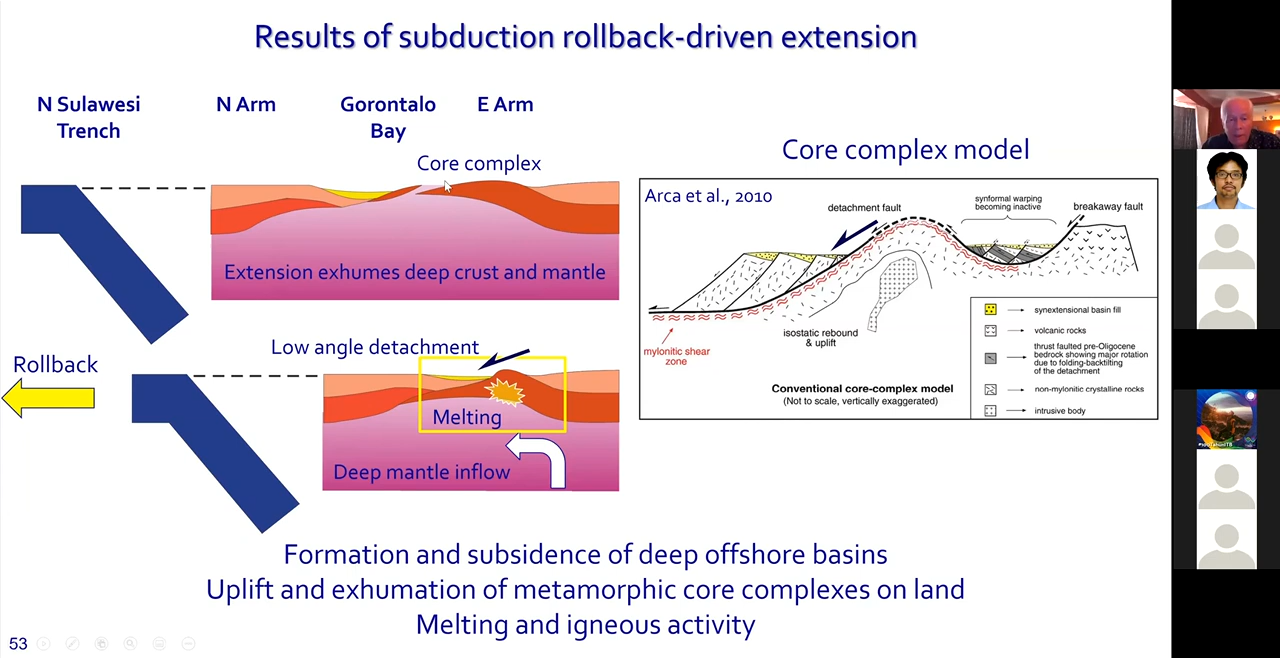 Results of subduction rollback-driven extension
N Sulawesi
Trench
N Arm
Gorontalo
Bay
E Arm
Core complex
Extension exhumes deep crust and mantle
Low angle detachment
Rollback
Melting
Deep mantle inflow
Core complex model
Arca et al., 2010
detachment fault
synformal warping
becoming inactive
breakaway fault
mylonitic shear
zone
isostatic rebound
& uplift
Conventional core-complex model
(Not to scale, vertically exaggerated)
synextensional basin fill
volcanic rocks
thrust faulted pre-Oligocene
bedrock showing major rotation
due to folding-backtilting
of the detachment
non-mylonitic crystalline rocks
intrusive body
Formation and subsidence of deep offshore basins
Uplift and exhumation of metamorphic core complexes on land
Melting and igneous activity
53